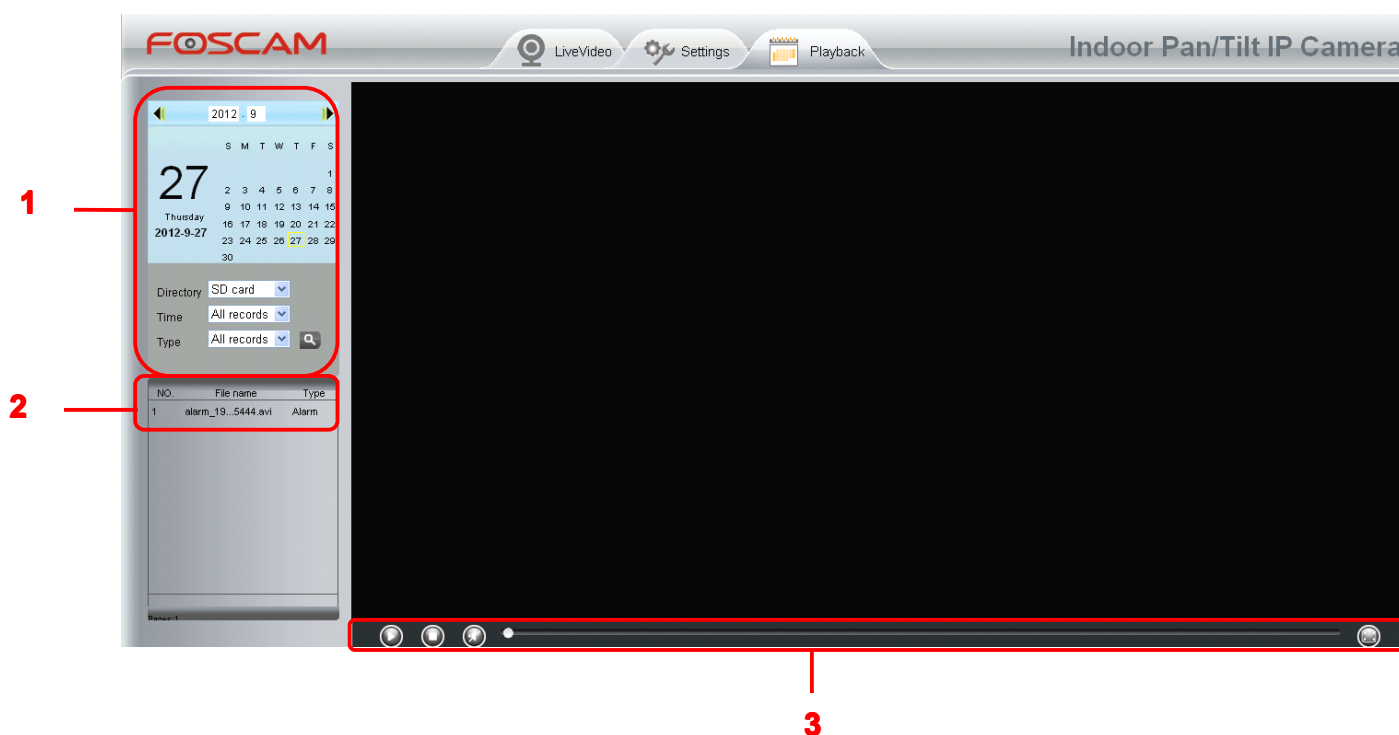 FOSCAM
LiveVideo
Settings
Playback
Indoor Pan/Tilt IP Camera
1
2012 - 9
S M T W T F S
1
27
2 3 4 5 6 7 8
9 10 11 12 13 14 15
Thursday
16 17 18 19 20 21 22
2012-9-27
23 24 25 26 27 28 29
30
Directory SD card
Time All records
Type All records
2
NO. File name Type
1 alarm_19...5444.avi Alarm
Pages:1
3